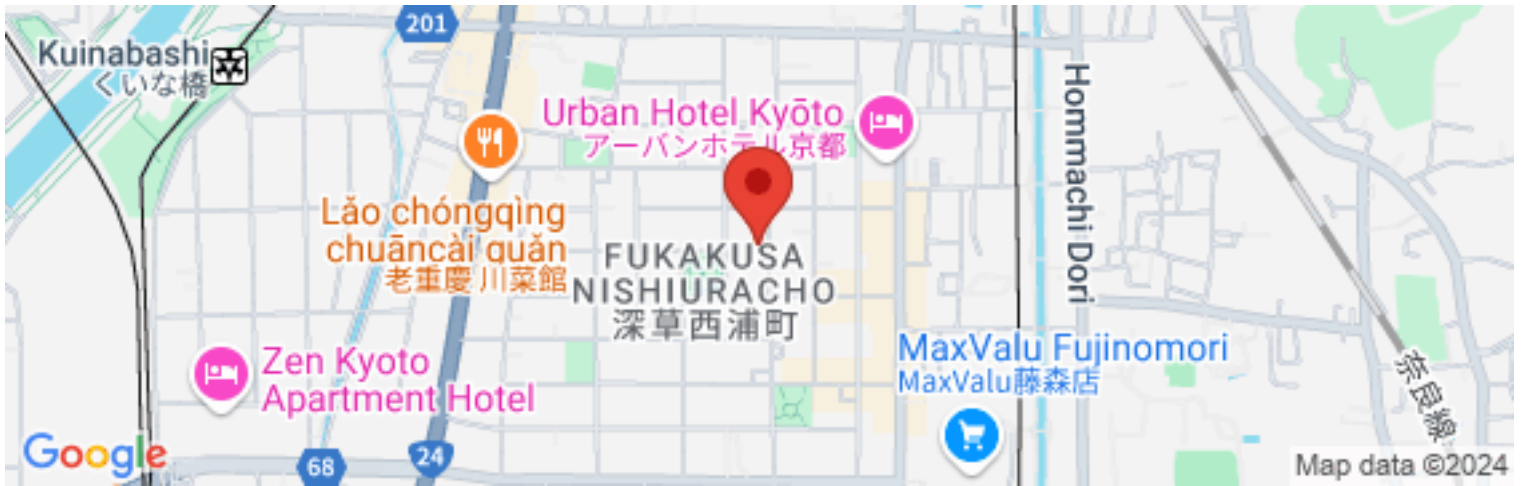 201
Kuinabashi
くいな橋
Urban Hotel Kyōto
アーバンホテル京都
Hommachi Dori
Lǎo chóngqìng
chuāncài guǎn
老重慶 川菜館
FUKAKUSA
NISHIURACHO
深草西浦町
MaxValu Fujinomori
MaxValu藤森店
Zen Kyoto
Apartment Hotel
奈良線
Google
68
24
Map data ©2024